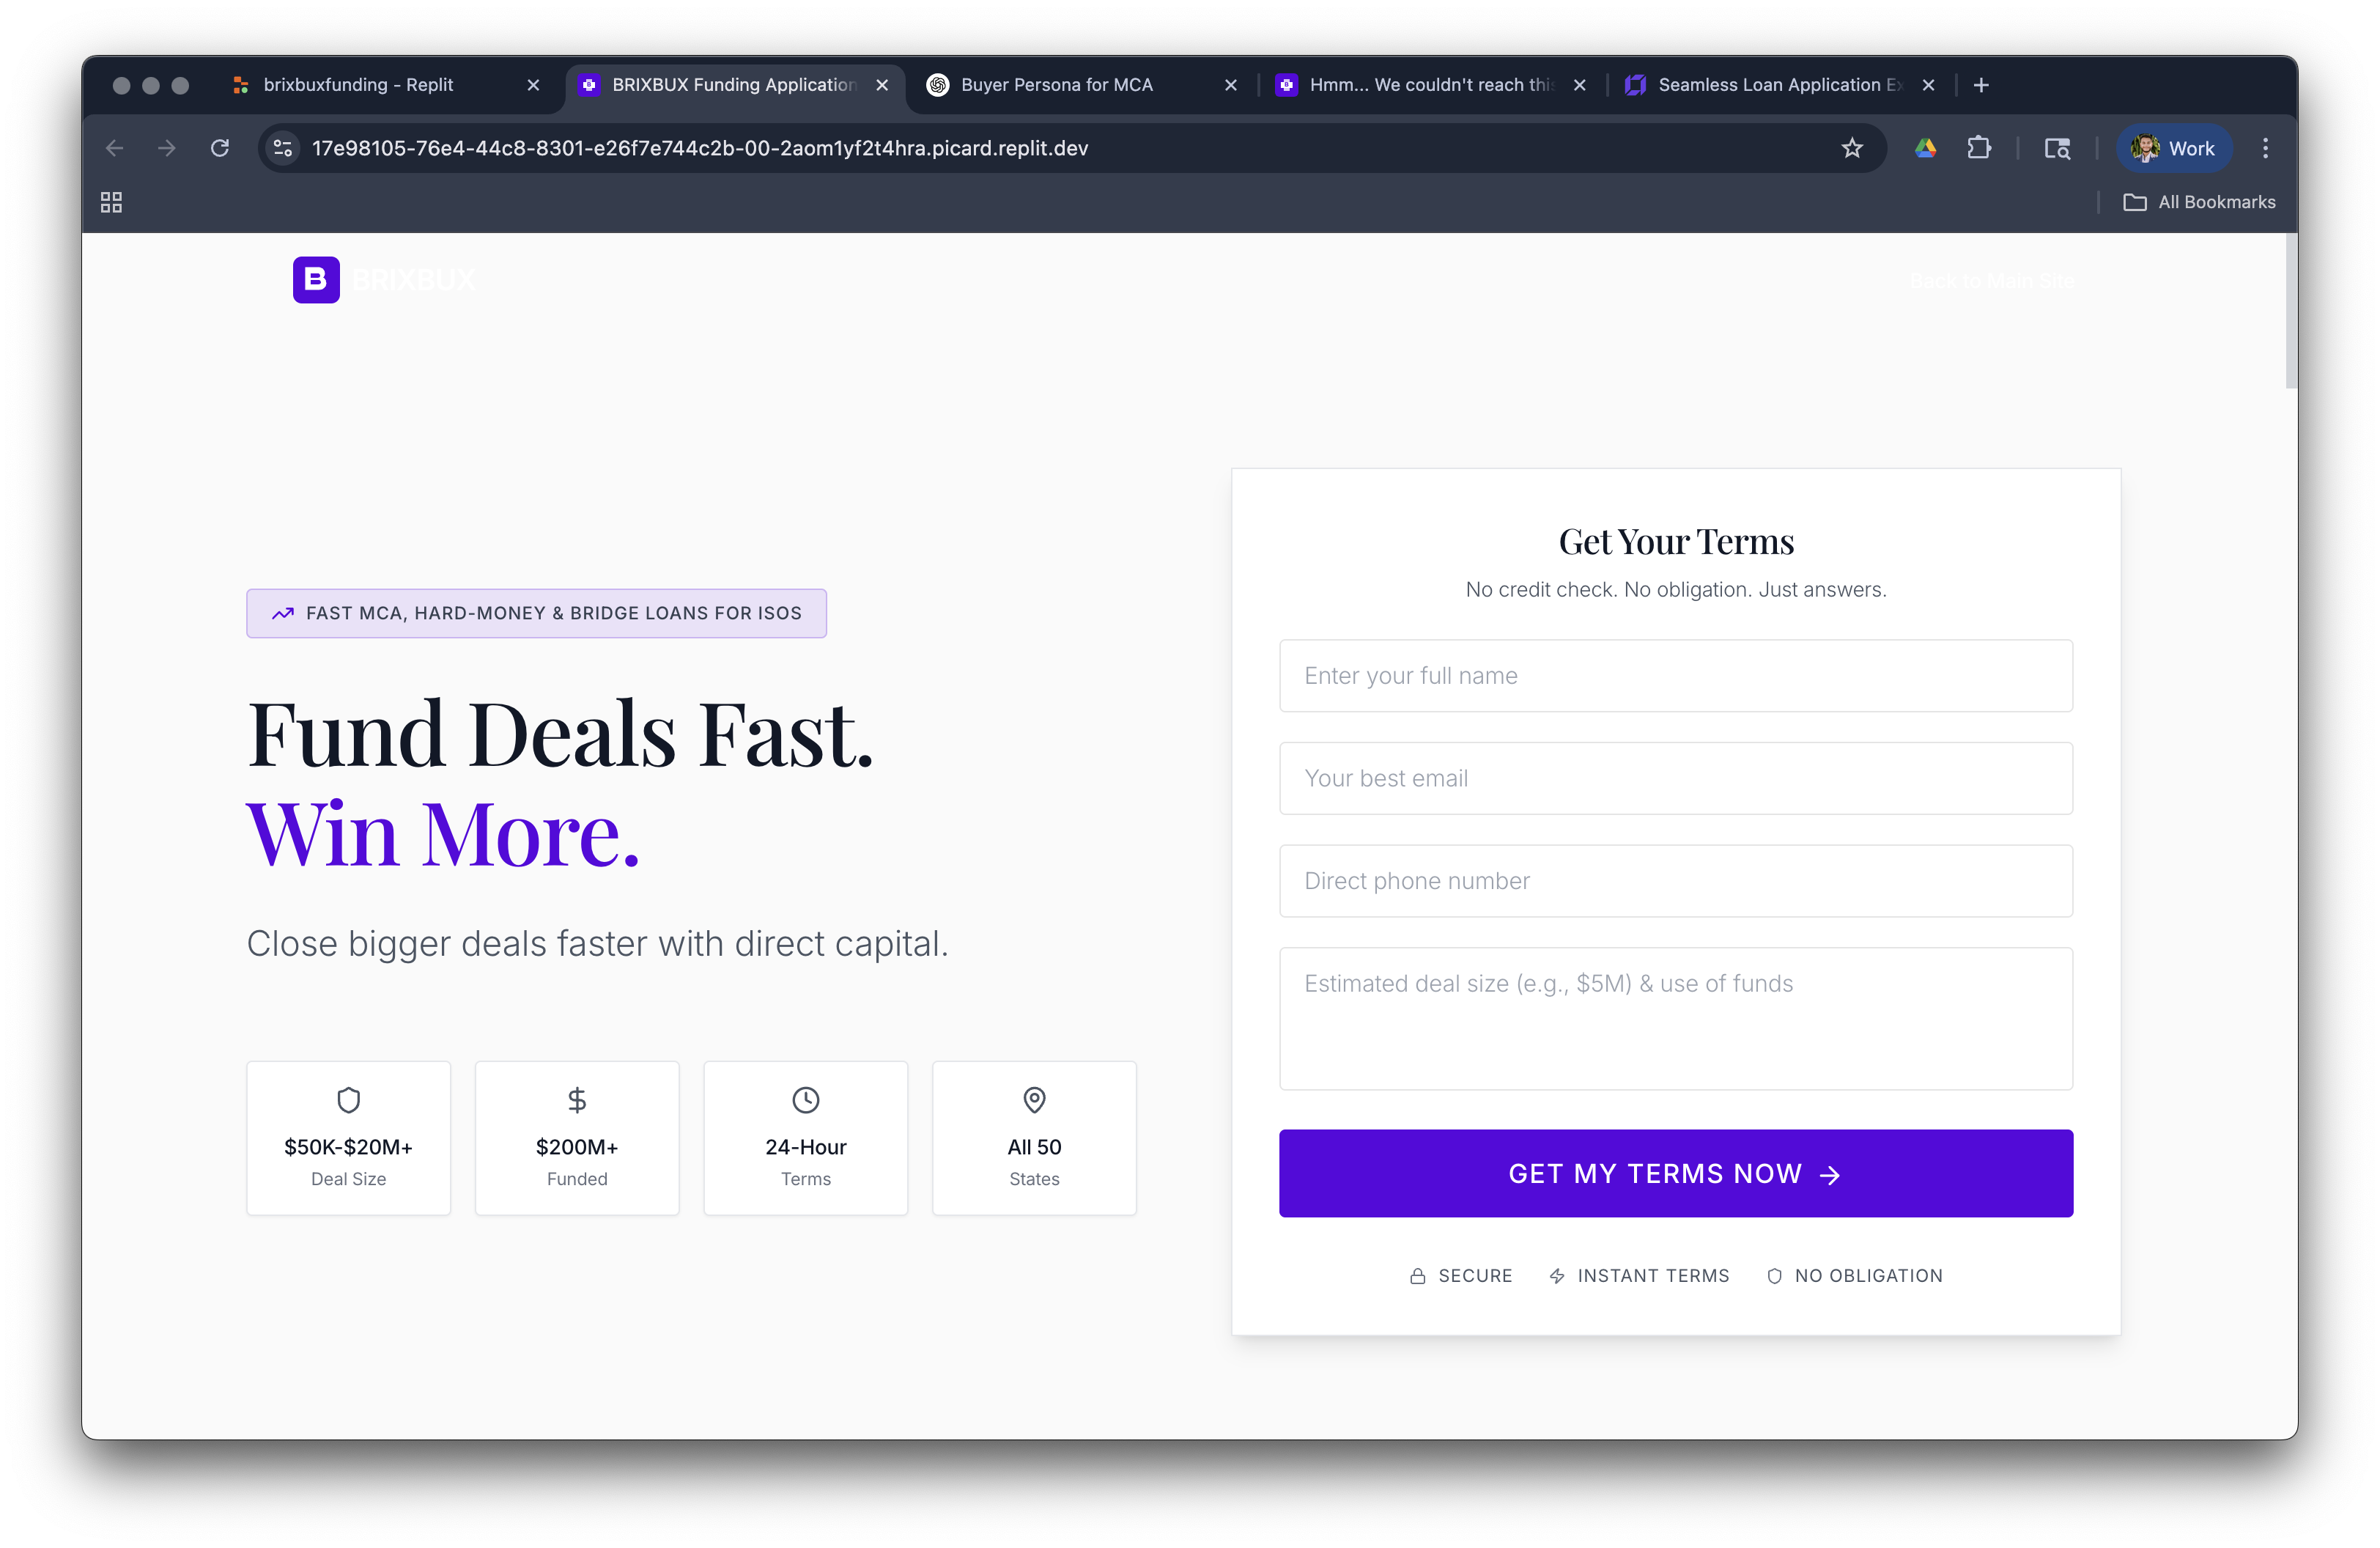 brixbuxfunding - Replit
BRIXBUX Funding Application
Buyer Persona for MCA
Hmm... We couldn't reach this
Seamless Loan Application Ex
17e98105-76e4-44c8-8301-e26f7e744c2b-00-2aom1yf2t4hra.picard.replit.dev
Work
All Bookmarks
B BRIXBUX
Back to Main Site
FAST MCA, HARD-MONEY & BRIDGE LOANS FOR ISOS
Fund Deals Fast.
Win More.
Close bigger deals faster with direct capital.
$50K-$20M+
Deal Size
$200M+
Funded
24-Hour
Terms
All 50
States
Get Your Terms
No credit check. No obligation. Just answers.
Enter your full name
Your best email
Direct phone number
Estimated deal size (e.g., $5M) & use of funds
GET MY TERMS NOW →
SECURE
INSTANT TERMS
NO OBLIGATION